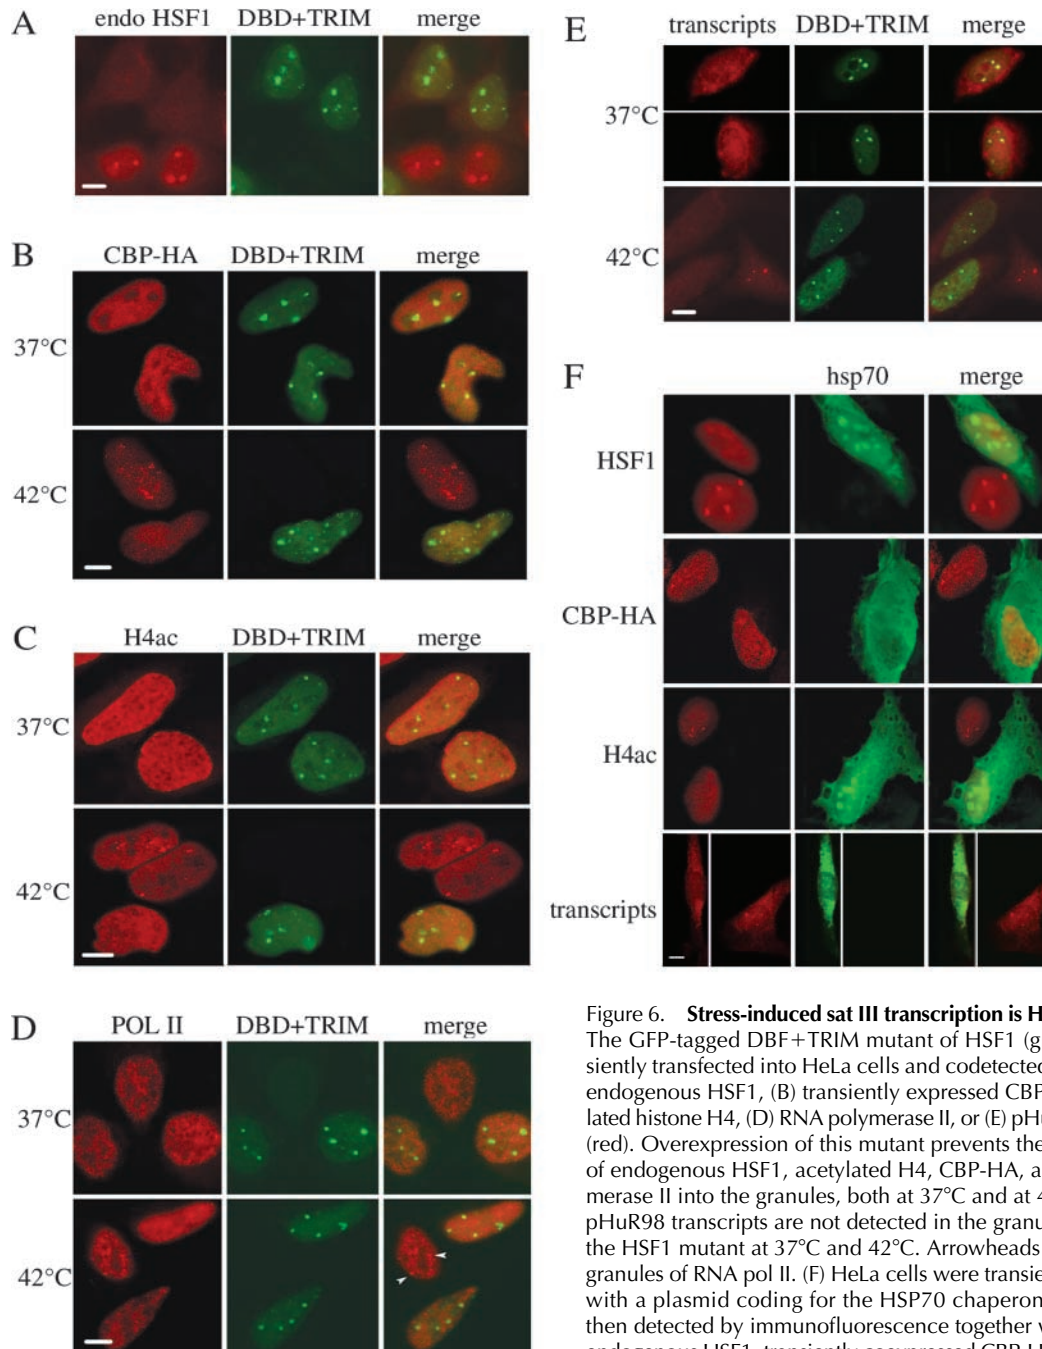 A
endo HSF1 DBD+TRIM merge
B
CBP-HA DBD+TRIM merge
37°C
42°C
C
H4ac DBD+TRIM merge
37°C
42°C
D
POL II DBD+TRIM merge
37°C
42°C
E
transcripts DBD+TRIM merge
37°C
42°C
F
hsp70 merge
HSF1
CBP-HA
H4ac
transcripts
Figure 6. Stress-induced sat III transcription is H
The GFP-tagged DBF+TRIM mutant of HSF1 (g
siently transfected into HeLa cells and codetected
endogenous HSF1, (B) transiently expressed CBP
lated histone H4, (D) RNA polymerase II, or (E) pHu
(red). Overexpression of this mutant prevents the
of endogenous HSF1, acetylated H4, CBP-HA, a
merase II into the granules, both at 37°C and at 4
pHuR98 transcripts are not detected in the granu
the HSF1 mutant at 37°C and 42°C. Arrowheads
granules of RNA pol II. (F) HeLa cells were transie
with a plasmid coding for the HSP70 chaperon
then detected by immunofluorescence together
endogenous HSF1, transiently coexpressed CBP-H